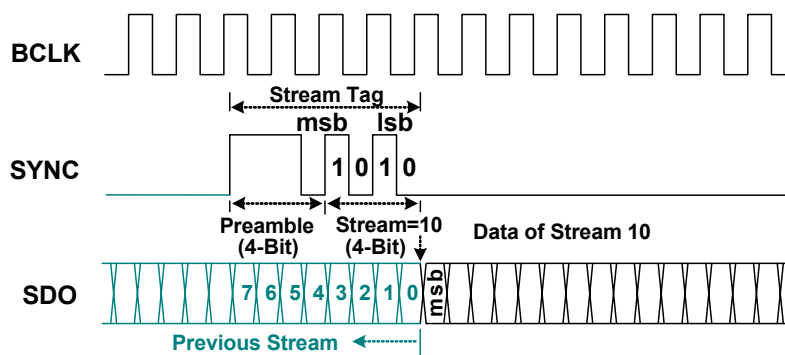 BCLK
Stream Tag
msb lsb
SYNC
1 0 1 0
Preamble
(4-Bit)
Stream=10
(4-Bit)
Data of Stream 10
SDO
7 6 5 4 3 2 1 0
msb
Previous Stream